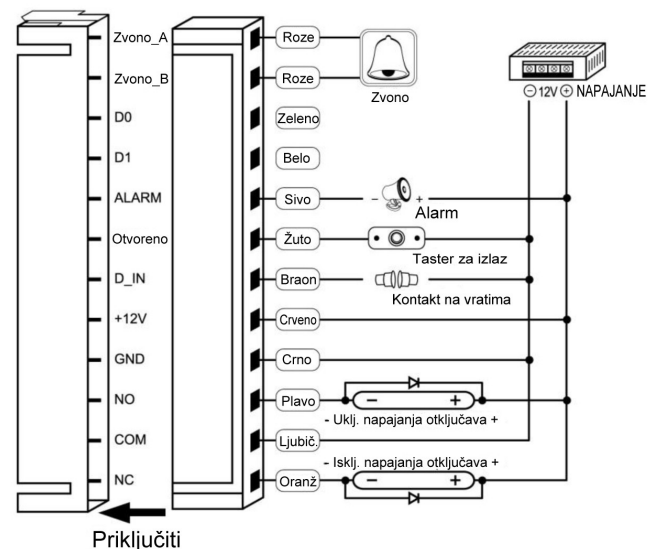 Zvono_A
Roze
Zvono_B
Roze
Zvono
⊖ 12V ⊕ NAPAJANJE
D0
Zeleno
D1
Belo
ALARM
Sivo
- +
Alarm
Otvoreno
Žuto
Taster za izlaz
D_IN
Braon
Kontakt na vratima
+12V
Crveno
GND
Crno
NO
Plavo
- +
- Uklj. napajanja otključava +
COM
Ljubič.
- Isklj. napajanja otključava +
NC
Oranž
- +
Priključiti